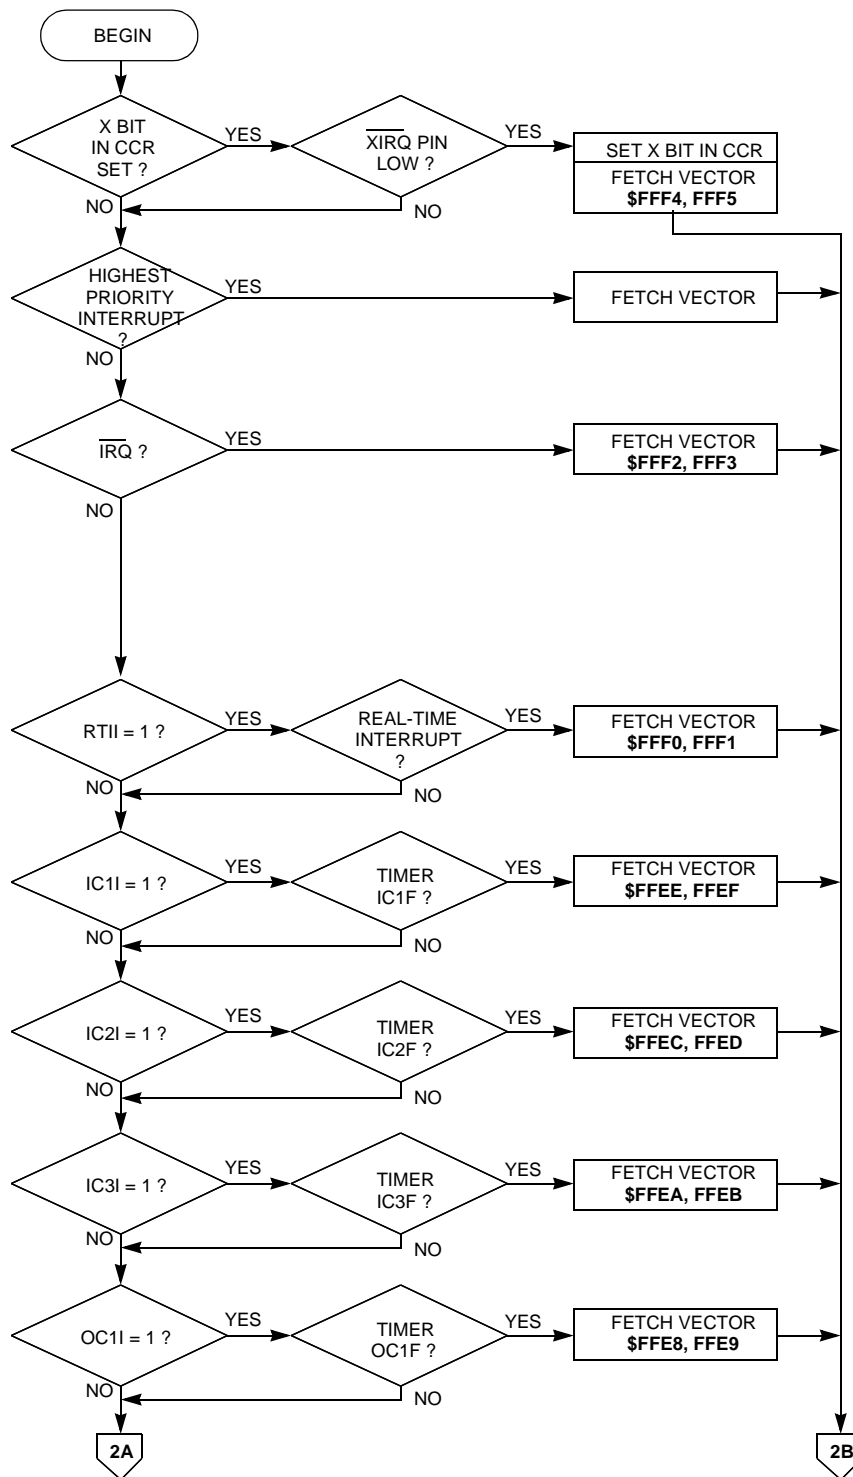 BEGIN
X BIT
IN CCR
SET ?
YES
XIRQ PIN
LOW ?
YES
SET X BIT IN CCR
FETCH VECTOR
$FFF4, FFF5
NO
NO
HIGHEST
PRIORITY
INTERRUPT
?
YES
FETCH VECTOR
NO
IRQ ?
YES
FETCH VECTOR
$FFF2, FFF3
NO
RTII = 1 ?
YES
REAL-TIME
INTERRUPT
?
YES
FETCH VECTOR
$FFF0, FFF1
NO
NO
IC1I = 1 ?
YES
TIMER
IC1F ?
YES
FETCH VECTOR
$FFEE, FFEF
NO
NO
IC2I = 1 ?
YES
TIMER
IC2F ?
YES
FETCH VECTOR
$FFEC, FFED
NO
NO
IC3I = 1 ?
YES
TIMER
IC3F ?
YES
FETCH VECTOR
$FFEA, FFEB
NO
NO
OC1I = 1 ?
YES
TIMER
OC1F ?
YES
FETCH VECTOR
$FFE8, FFE9
NO
NO
2A
2B